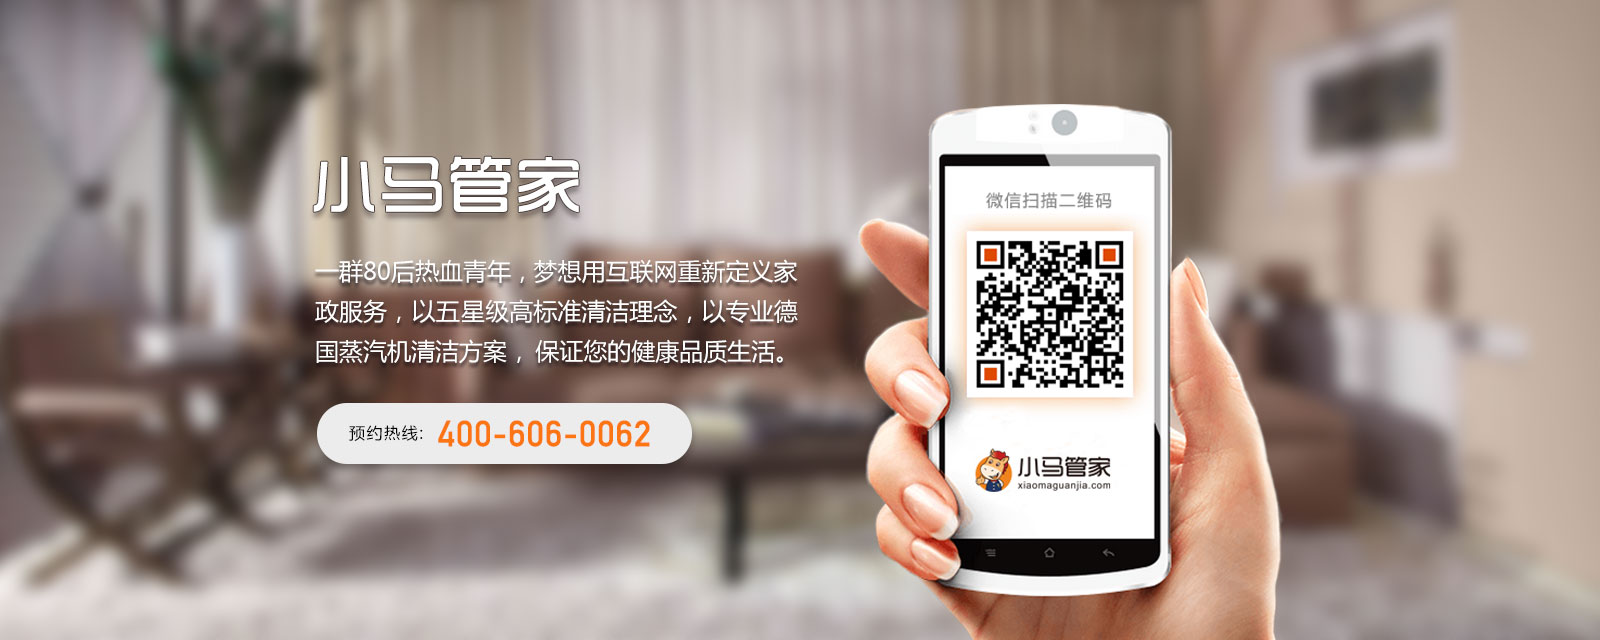 小马管家
一群80后热血青年，梦想用互联网重新定义家
政服务，以五星级高标准清洁理念，以专业德
国蒸汽机清洁方案， 保证您的健康品质生活。
预约热线: 400-606-0062
微信扫描二维码
小马管家
xiaomaguanjia.com